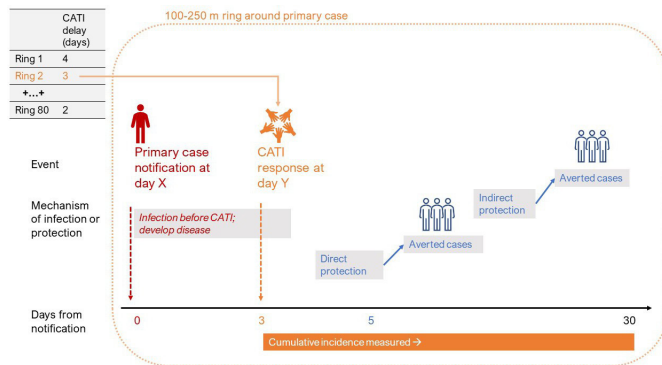 100-250 m ring around primary case
CATI
delay
(days)
Ring 1 4
Ring 2 3
+...+
Ring 80 2
Event
Primary case
notification at
day X
CATI
response at
day Y
Mechanism
of infection or
protection
Infection before CATI;
develop disease
Direct
protection
Averted cases
Indirect
protection
Averted cases
Days from
notification
0
3
5
30
Cumulative incidence measured →